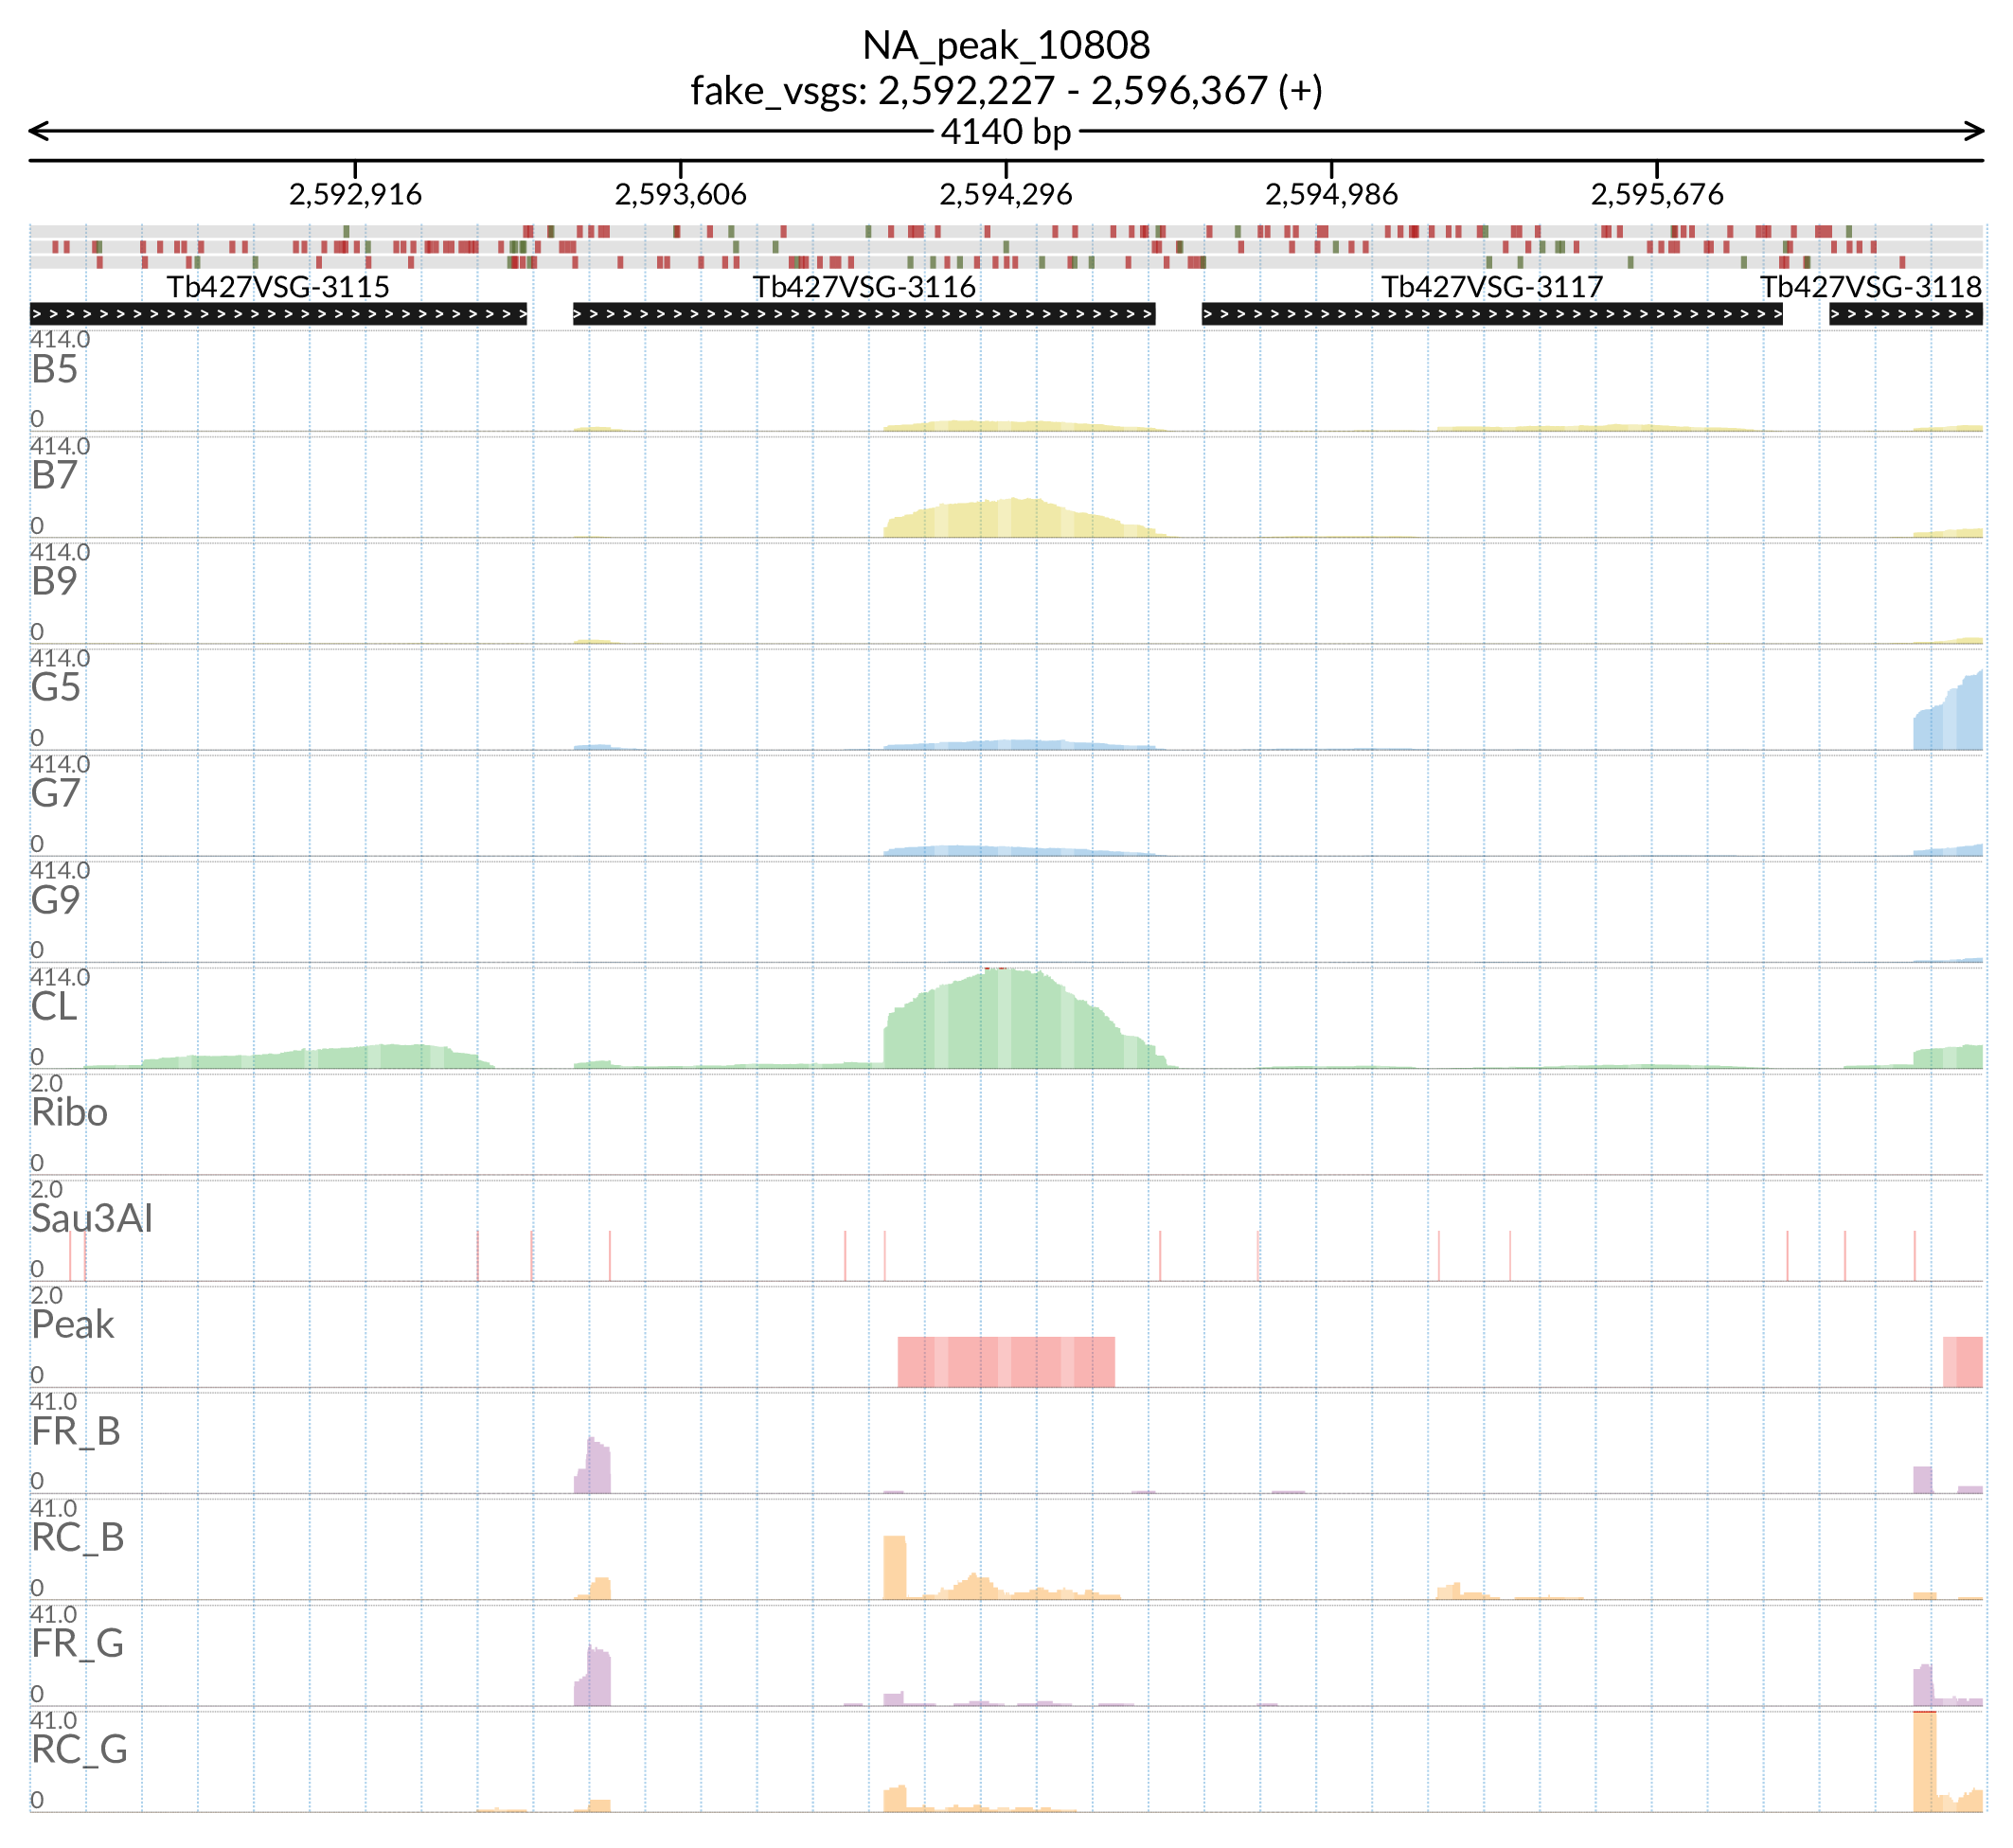 NA_peak_10808
fake_vsgs: 2,592,227 - 2,596,367 (+)
4140 bp
2,592,916 2,593,606 2,594,296 2,594,986 2,595,676
Tb427VSG-3115 Tb427VSG-3116 Tb427VSG-3117 Tb427VSG-3118
414.0
B5
0
414.0
B7
0
414.0
B9
0
414.0
G5
0
414.0
G7
0
414.0
G9
0
414.0
CL
0
2.0
Ribo
0
2.0
Sau3AI
0
2.0
Peak
0
41.0
FR_B
0
41.0
RC_B
0
41.0
FR_G
0
41.0
RC_G
0